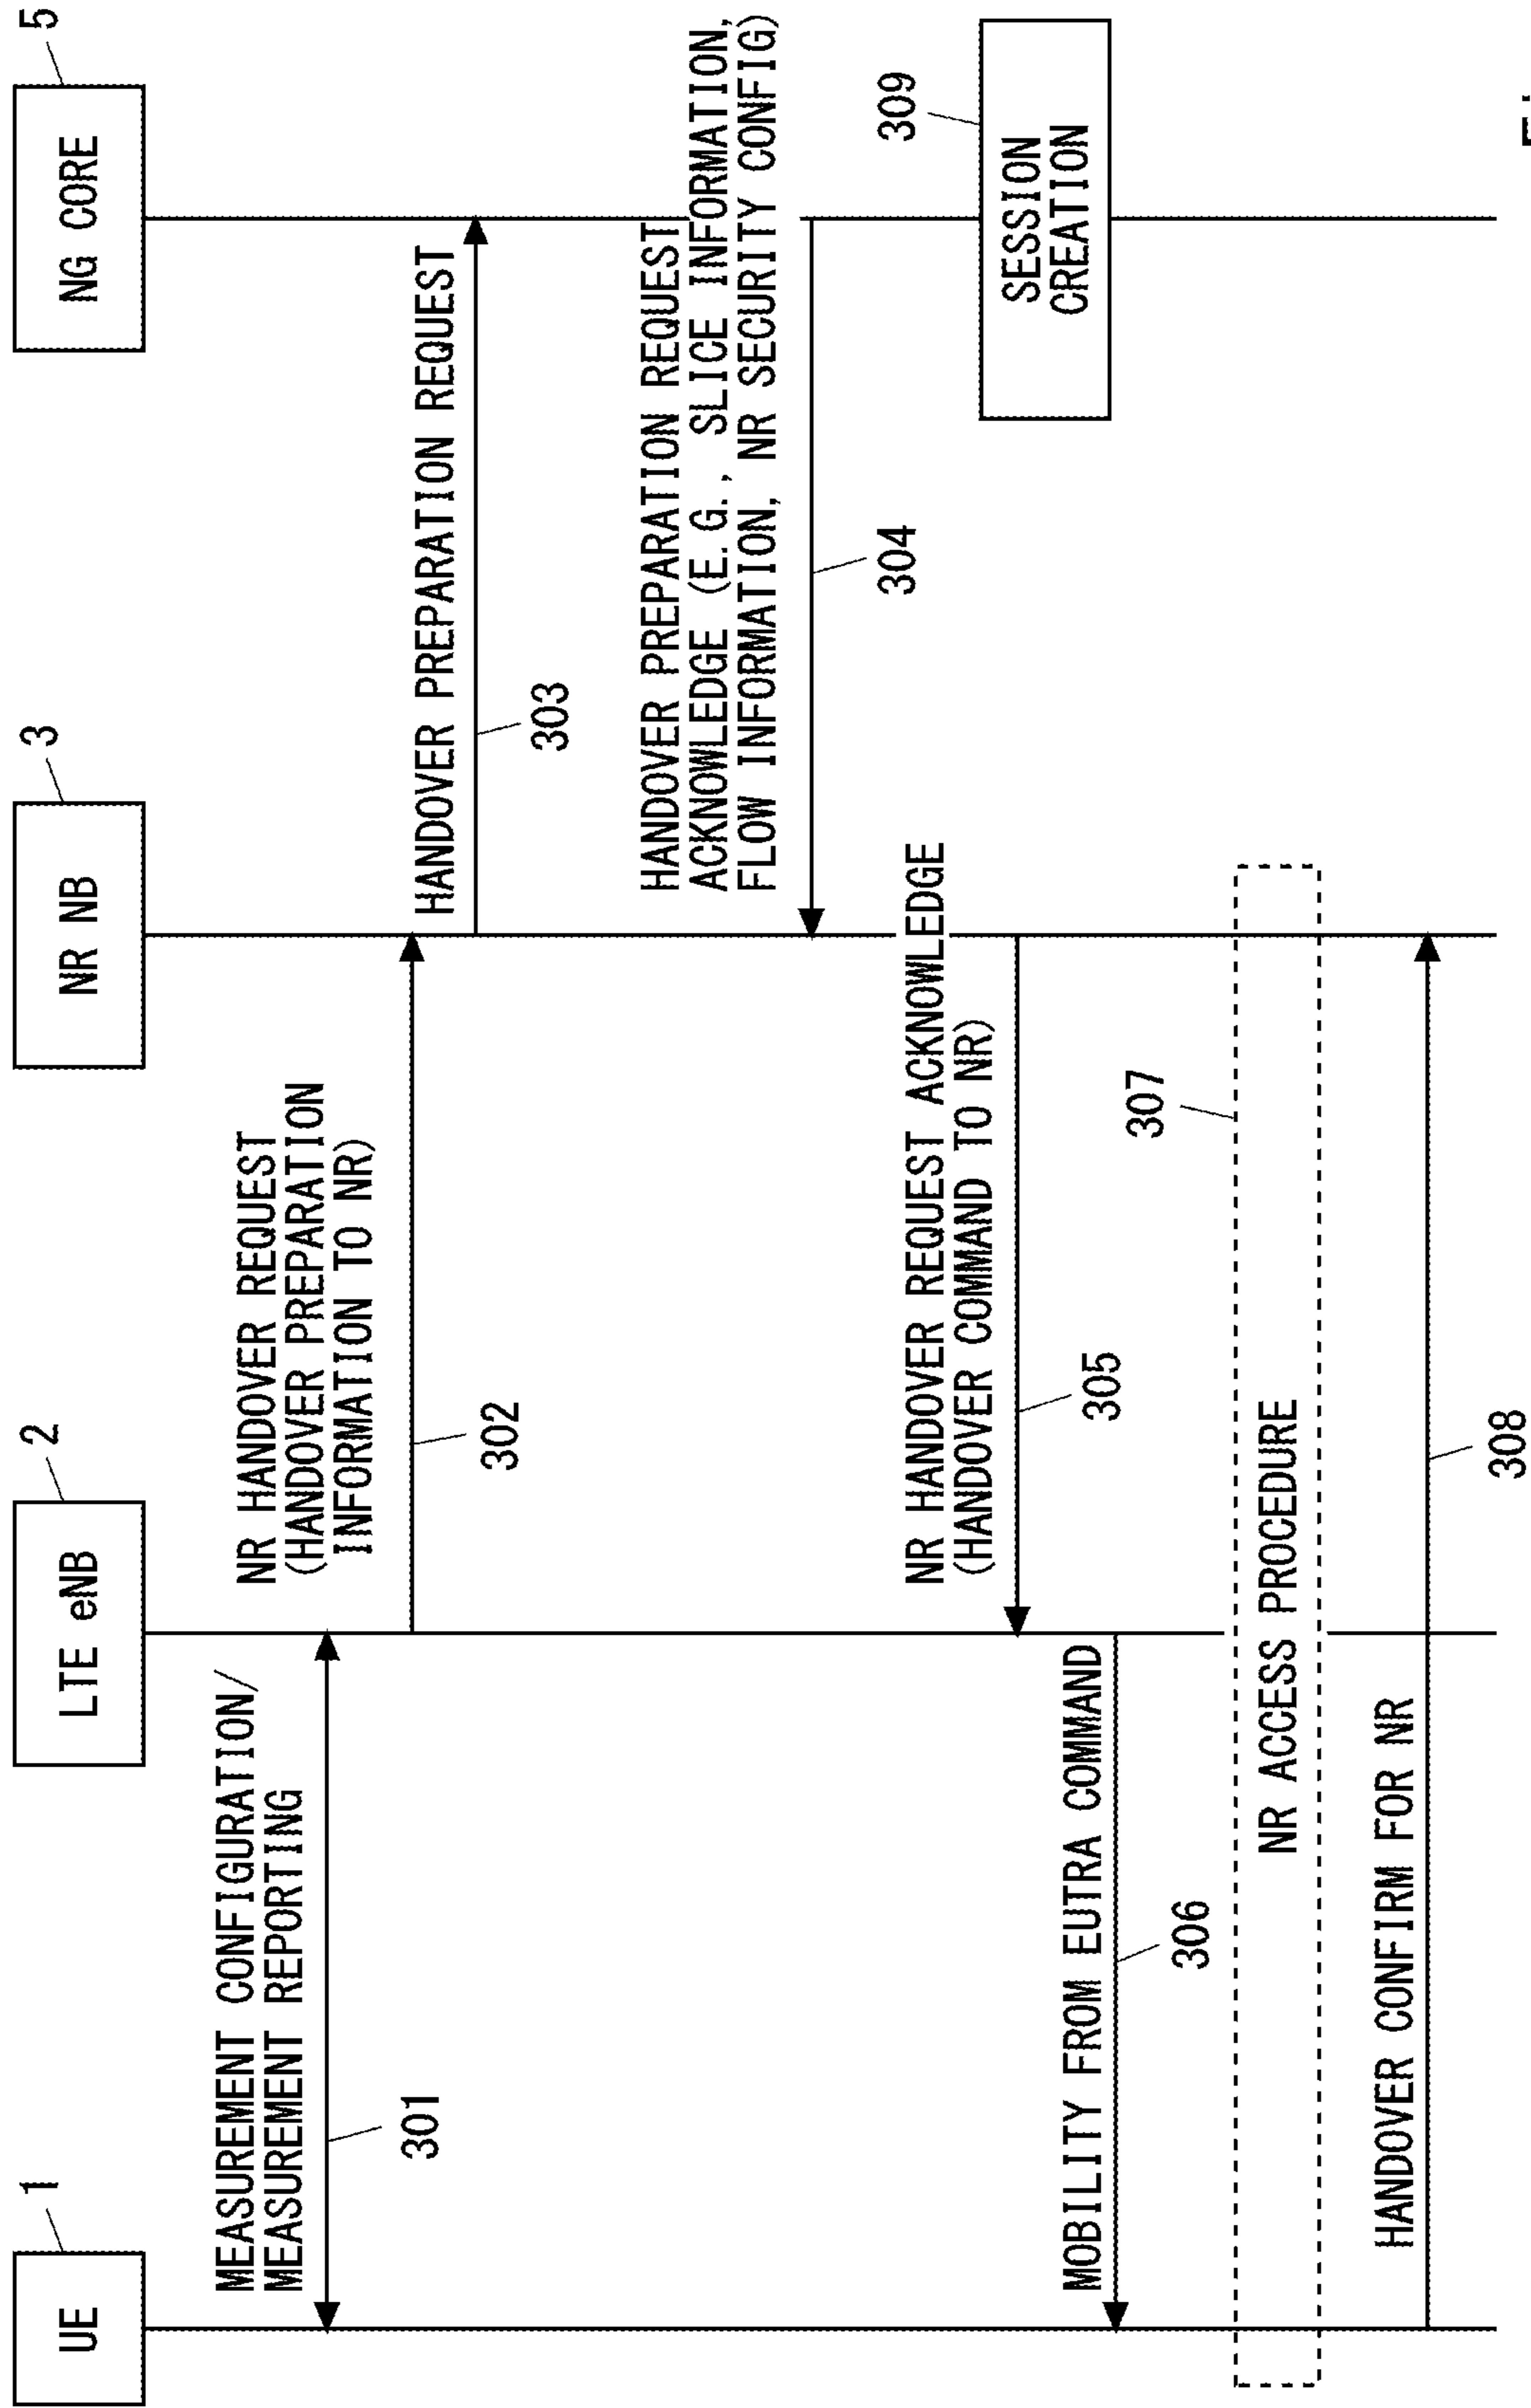 UE
1
LTE eNB
2
NR NB
3
NG CORE
5
MEASUREMENT CONFIGURATION/
MEASUREMENT REPORTING
301
NR HANDOVER REQUEST
(HANDOVER PREPARATION
INFORMATION TO NR)
302
HANDOVER PREPARATION REQUEST
303
HANDOVER PREPARATION REQUEST
ACKNOWLEDGE (E.G., SLICE INFORMATION,
FLOW INFORMATION, NR SECURITY CONFIG)
304
NR HANDOVER REQUEST ACKNOWLEDGE
(HANDOVER COMMAND TO NR)
305
SESSION
CREATION
309
MOBILITY FROM EUTRA COMMAND
306
NR ACCESS PROCEDURE
307
HANDOVER CONFIRM FOR NR
308